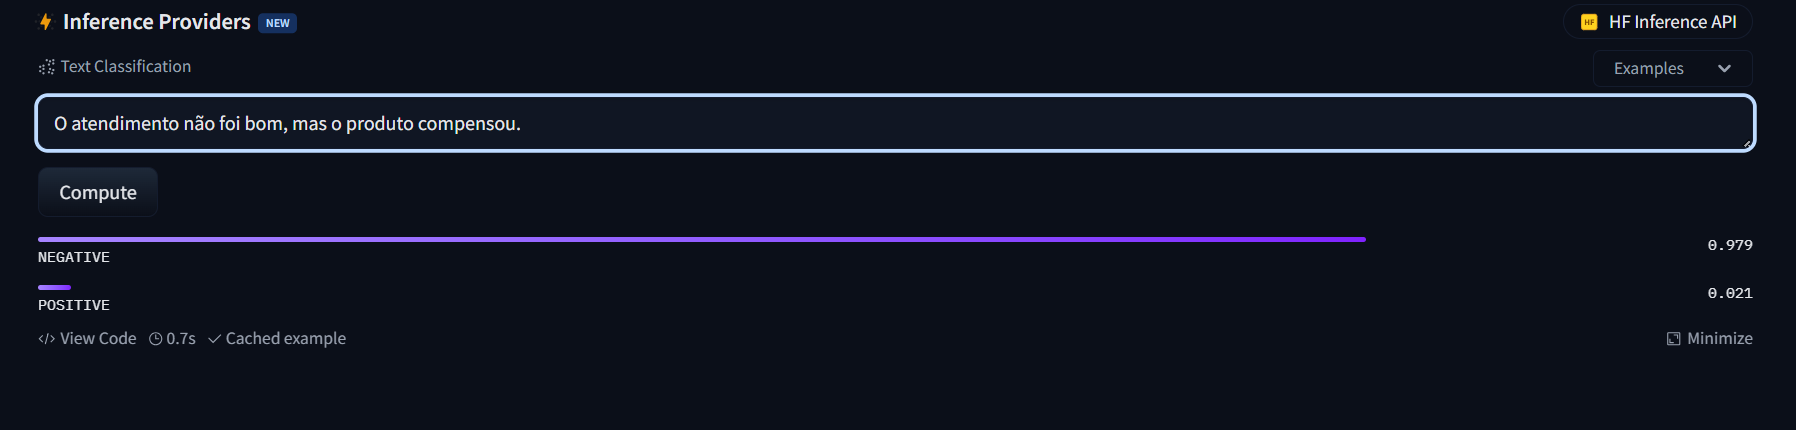 Inference Providers NEW
HF HF Inference API
Text Classification
Examples
O atendimento não foi bom, mas o produto compensou.
Compute
NEGATIVE 0.979
POSITIVE 0.021
</> View Code 0.7s Cached example
Minimize